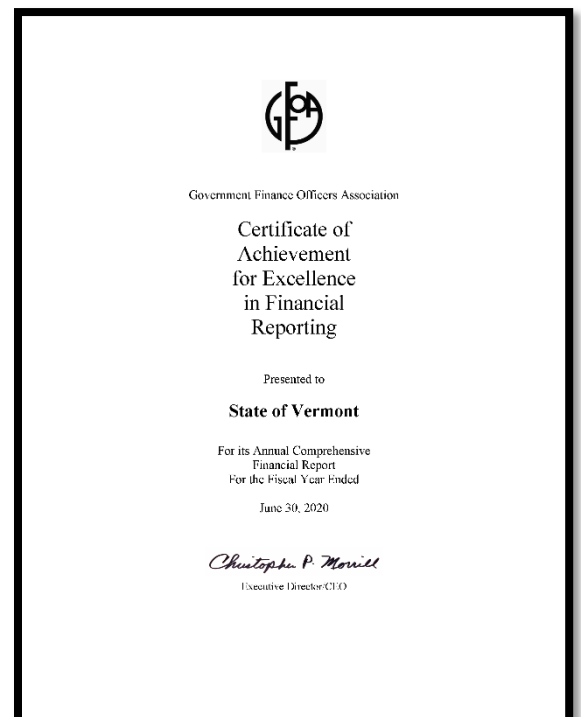 GFOA
Government Finance Officers Association
Certificate of
Achievement
for Excellence
in Financial
Reporting
Presented to
State of Vermont
For its Annual Comprehensive
Financial Report
For the Fiscal Year Ended
June 30, 2020
Christopher P. Morrill
Executive Director/CEO